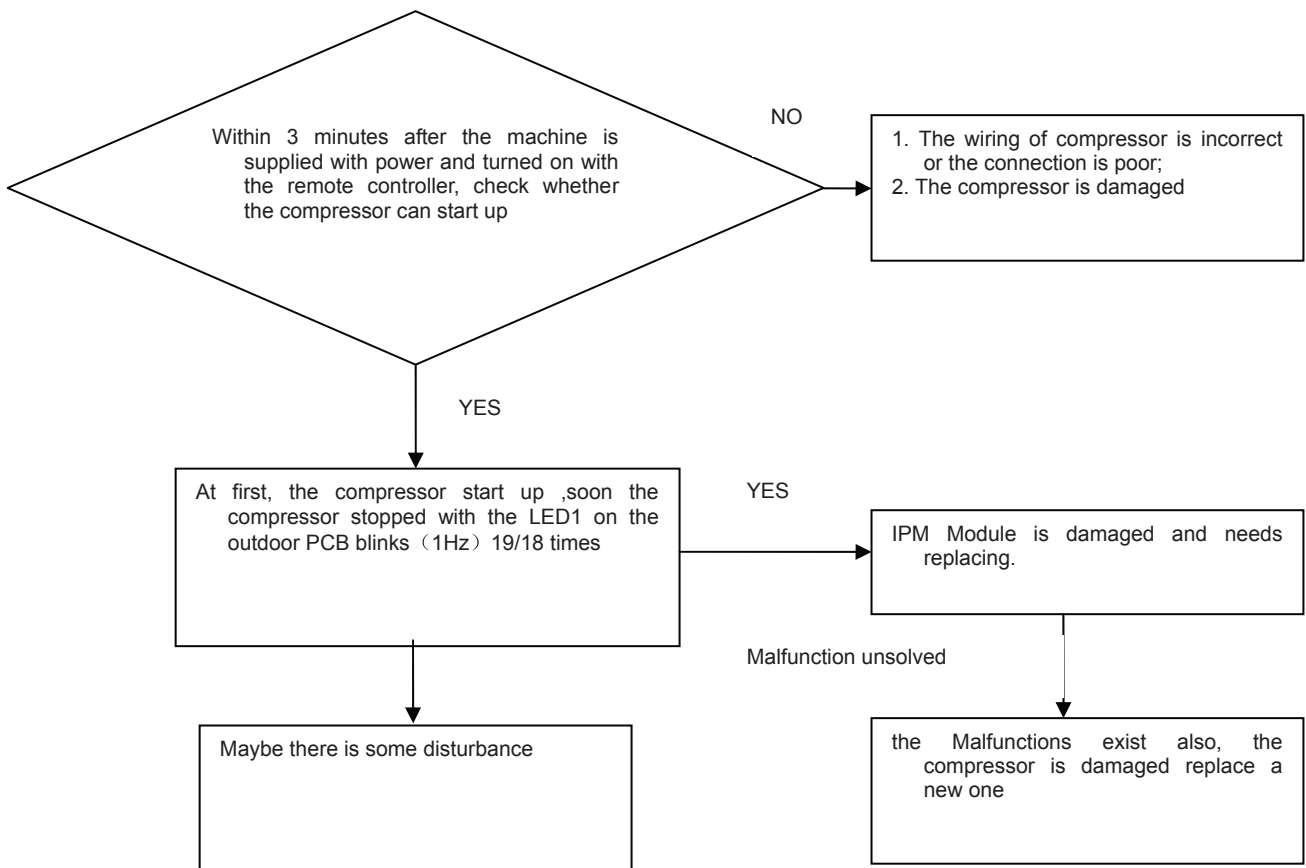 Within 3 minutes after the machine is
supplied with power and turned on with
the remote controller, check whether
the compressor can start up
NO
1. The wiring of compressor is incorrect
or the connection is poor;
2. The compressor is damaged
YES
At first, the compressor start up ,soon the
compressor stopped with the LED1 on the
outdoor PCB blinks（1Hz）19/18 times
YES
IPM Module is damaged and needs
replacing.
Malfunction unsolved
Maybe there is some disturbance
the Malfunctions exist also, the
compressor is damaged replace a
new one